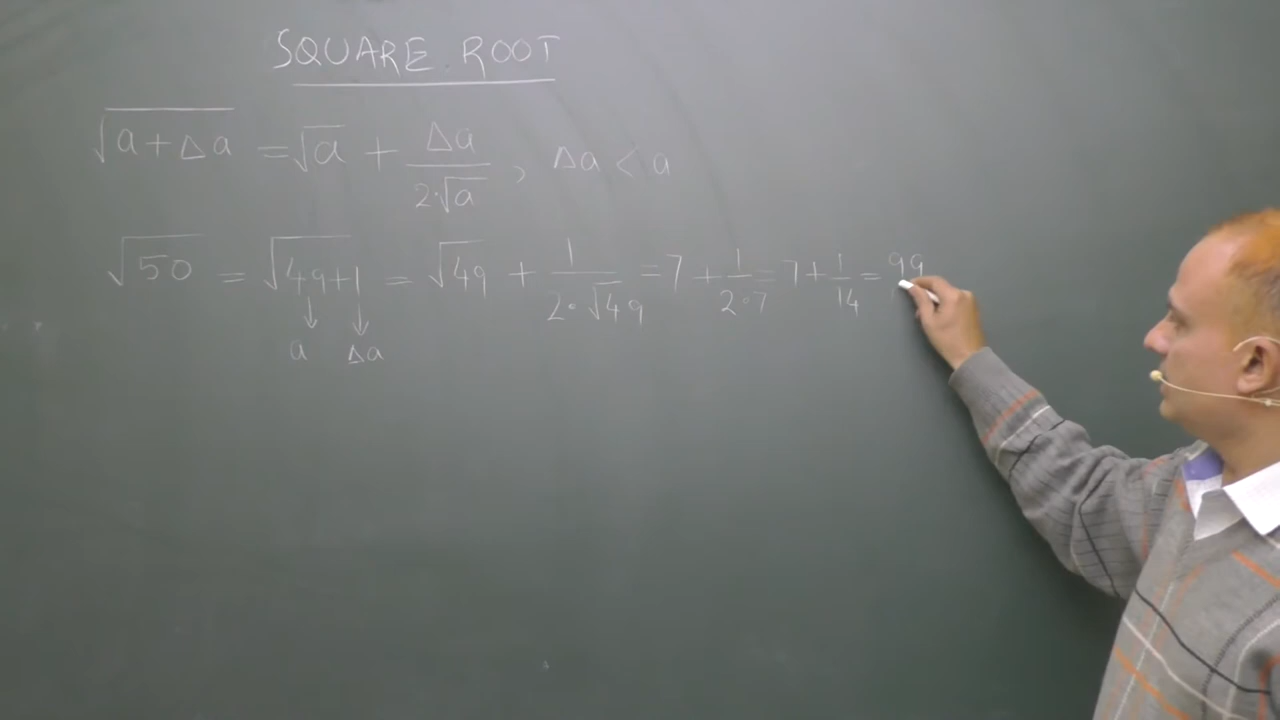 SQUARE ROOT
√(a+Δa) = √a + Δa/(2·√a), Δa < a
√50 = √(49+1) = √49 + 1/(2·√49) = 7 + 1/(2·7) = 7 + 1/14 = 99
a Δa